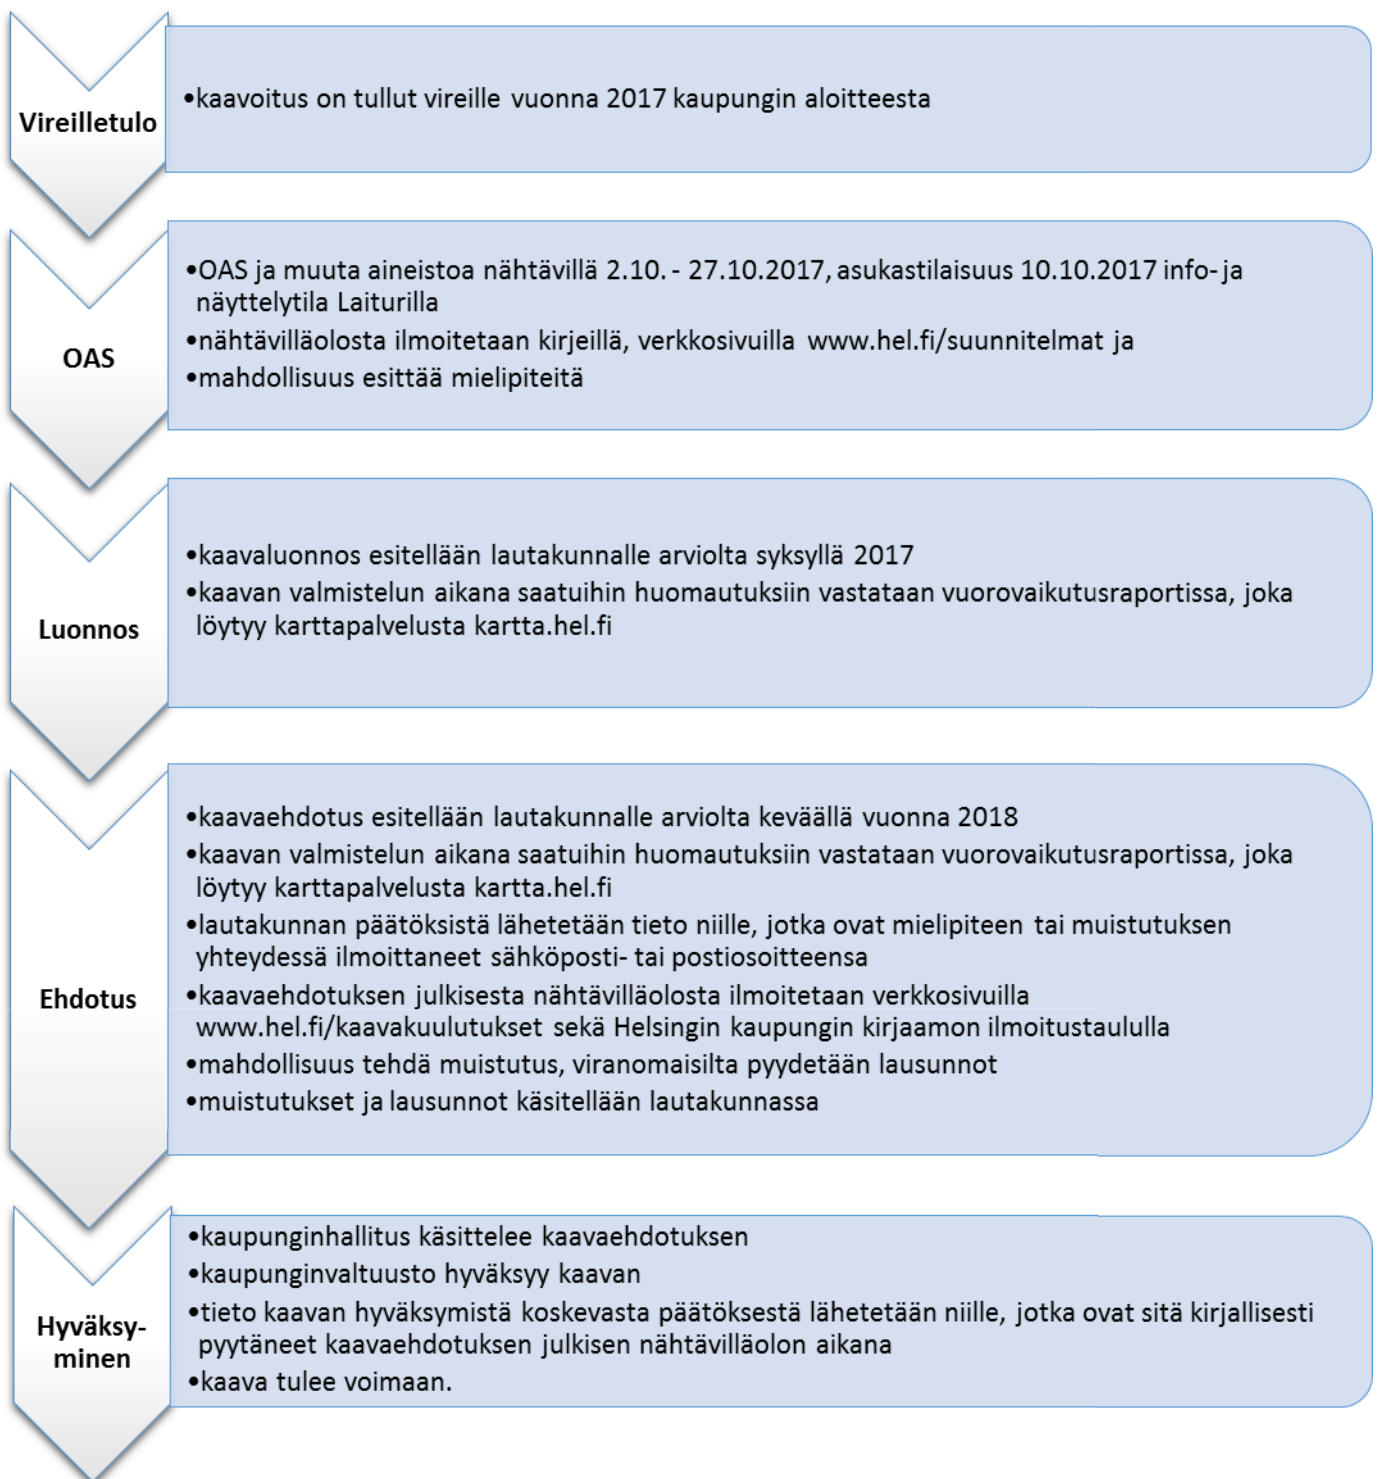 Vireilletulo
•kaavoitus on tullut vireille vuonna 2017 kaupungin aloitteesta
OAS
•OAS ja muuta aineistoa nähtävillä 2.10. - 27.10.2017, asukastilaisuus 10.10.2017 info- ja
näyttelytila Laiturilla
•nähtävilläolosta ilmoitetaan kirjeillä, verkkosivuilla www.hel.fi/suunnitelmat ja
•mahdollisuus esittää mielipiteitä
Luonnos
•kaavaluonnos esitellään lautakunnalle arviolta syksyllä 2017
•kaavan valmistelun aikana saatuihin huomautuksiin vastataan vuorovaikutusraportissa, joka
löytyy karttapalvelusta kartta.hel.fi
Ehdotus
•kaavaehdotus esitellään lautakunnalle arviolta keväällä vuonna 2018
•kaavan valmistelun aikana saatuihin huomautuksiin vastataan vuorovaikutusraportissa, joka
löytyy karttapalvelusta kartta.hel.fi
•lautakunnan päätöksistä lähetetään tieto niille, jotka ovat mielipiteen tai muistutuksen
yhteydessä ilmoittaneet sähköposti- tai postiosoitteensa
•kaavaehdotuksen julkisesta nähtävilläolosta ilmoitetaan verkkosivuilla
www.hel.fi/kaavakuulutukset sekä Helsingin kaupungin kirjaamon ilmoitustaululla
•mahdollisuus tehdä muistutus, viranomaisilta pyydetään lausunnot
•muistutukset ja lausunnot käsitellään lautakunnassa
Hyväksy-
minen
•kaupunginhallitus käsittelee kaavaehdotuksen
•kaupunginvaltuusto hyväksyy kaavan
•tieto kaavan hyväksymistä koskevasta päätöksestä lähetetään niille, jotka ovat sitä kirjallisesti
pyytäneet kaavaehdotuksen julkisen nähtävilläolon aikana
•kaava tulee voimaan.